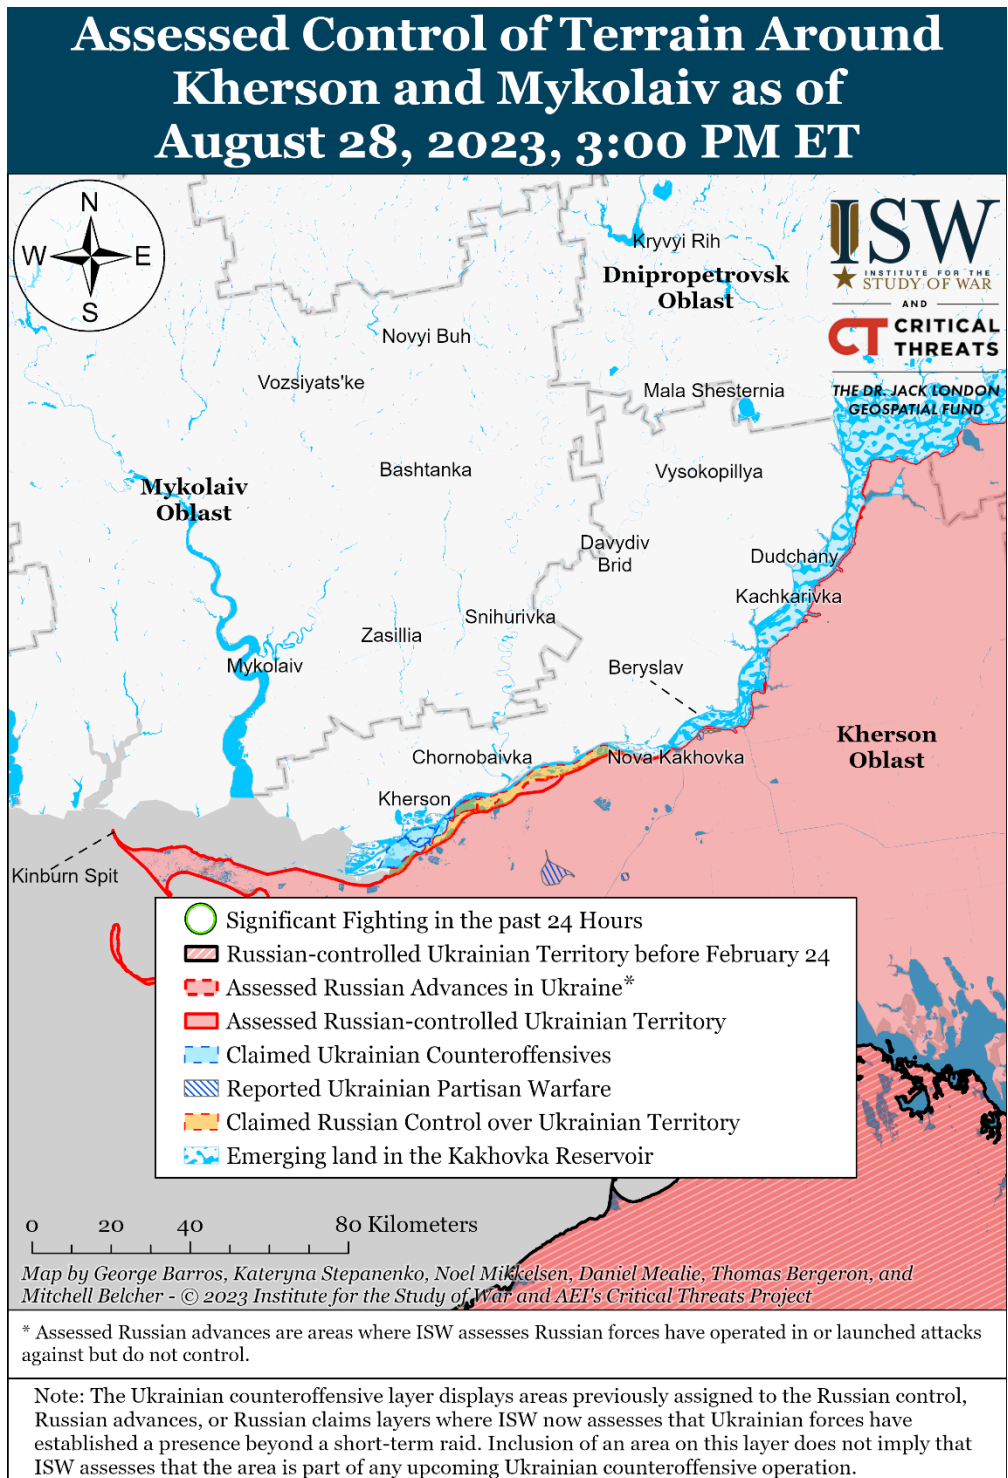 Assessed Control of Terrain Around
Kherson and Mykolaiv as of
August 28, 2023, 3:00 PM ET
N
W E
S
ISW
INSTITUTE FOR THE
STUDY OF WAR
AND
CT CRITICAL
THREATS
THE DR. JACK LONDON
GEOSPATIAL FUND
Kryvyi Rih
Dnipropetrovsk
Oblast
Novyi Buh
Vozsiyats'ke
Mala Shesternia
Bashtanka
Vysokopillya
Mykolaiv
Oblast
Davydiv
Brid
Dudchany
Kachkarivka
Snihurivka
Zasillia
Mykolaiv
Beryslav
Kherson
Oblast
Chornobaivka
Nova Kakhovka
Kherson
Kinburn Spit
Significant Fighting in the past 24 Hours
Russian-controlled Ukrainian Territory before February 24
Assessed Russian Advances in Ukraine*
Assessed Russian-controlled Ukrainian Territory
Claimed Ukrainian Counteroffensives
Reported Ukrainian Partisan Warfare
Claimed Russian Control over Ukrainian Territory
Emerging land in the Kakhovka Reservoir
0 20 40 80 Kilometers
Map by George Barros, Kateryna Stepanenko, Noel Mikkelsen, Daniel Mealie, Thomas Bergeron, and
Mitchell Belcher - © 2023 Institute for the Study of War and AEI's Critical Threats Project
* Assessed Russian advances are areas where ISW assesses Russian forces have operated in or launched attacks
against but do not control.
Note: The Ukrainian counteroffensive layer displays areas previously assigned to the Russian control,
Russian advances, or Russian claims layers where ISW now assesses that Ukrainian forces have
established a presence beyond a short-term raid. Inclusion of an area on this layer does not imply that
ISW assesses that the area is part of any upcoming Ukrainian counteroffensive operation.